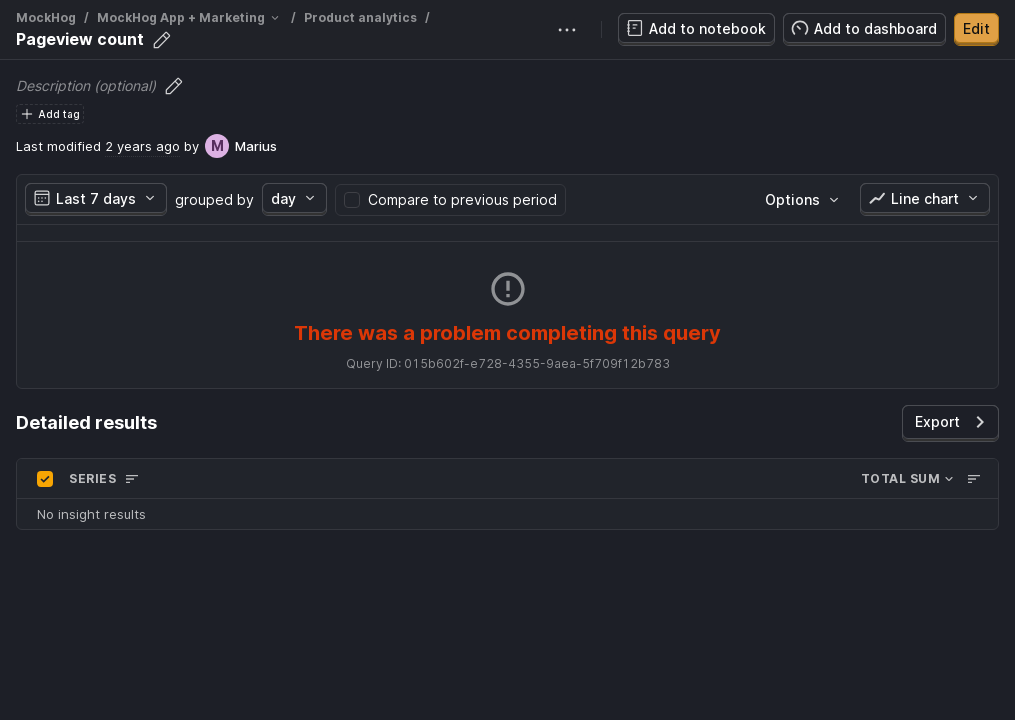 MockHog / MockHog App + Marketing / Product analytics /
Pageview count
Add to notebook
Add to dashboard
Edit
Description (optional)
Add tag
Last modified 2 years ago by M Marius
Last 7 days grouped by day Compare to previous period Options Line chart
There was a problem completing this query
Query ID: 015b602f-e728-4355-9aea-5f709f12b783
Detailed results
Export
SERIES TOTAL SUM
No insight results